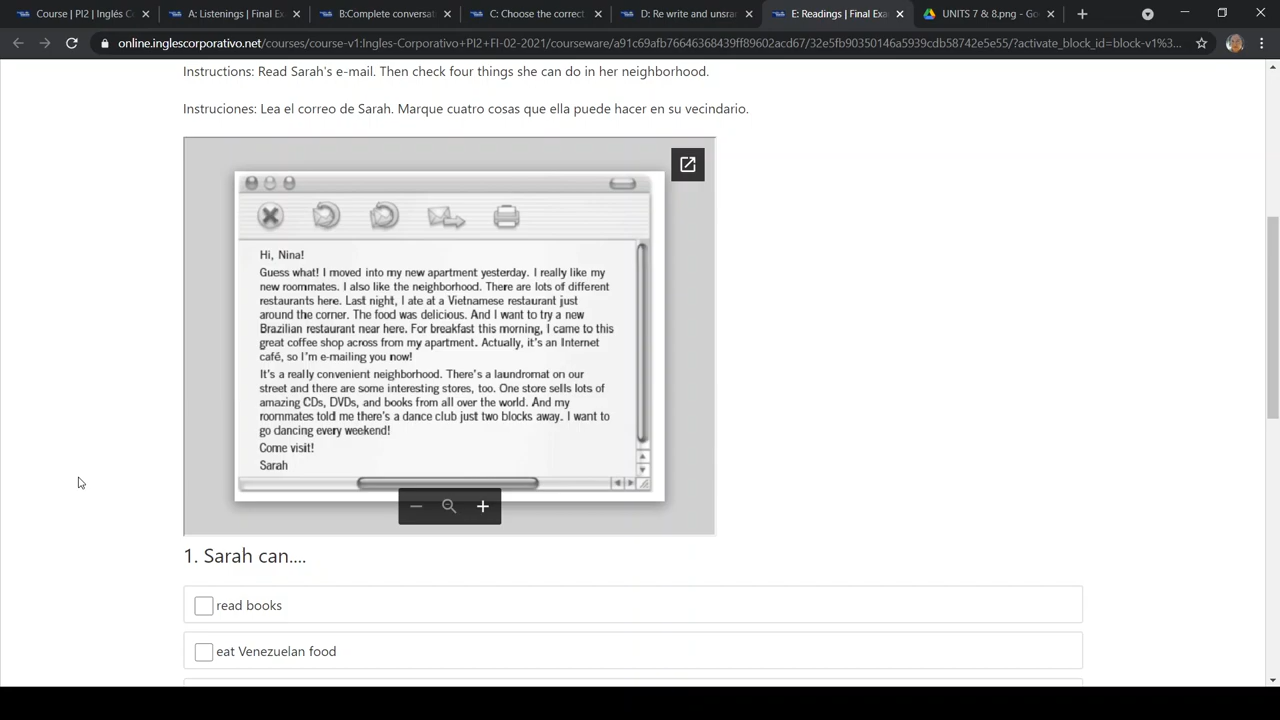 Course | PI2 | Inglés C
A: Listenings | Final Ex
B:Complete conversat
C: Choose the correct
D: Re write and unsran
E: Readings | Final Exa
UNITS 7 & 8.png - Go
online.inglescorporativo.net/courses/course-v1:Ingles-Corporativo+PI2+FI-02-2021/courseware/a91c69afb76646368439ff89602acd67/32e5fb90350146a5939cdb58742e5e55/?activate_block_id=block-v1%3...
Instructions: Read Sarah's e-mail. Then check four things she can do in her neighborhood.
Instruciones: Lea el correo de Sarah. Marque cuatro cosas que ella puede hacer en su vecindario.
Hi, Nina!
Guess what! I moved into my new apartment yesterday. I really like my
new roommates. I also like the neighborhood. There are lots of different
restaurants here. Last night, I ate at a Vietnamese restaurant just
around the corner. The food was delicious. And I want to try a new
Brazilian restaurant near here. For breakfast this morning, I came to this
great coffee shop across from my apartment. Actually, it's an Internet
café, so I'm e-mailing you now!
It's a really convenient neighborhood. There's a laundromat on our
street and there are some interesting stores, too. One store sells lots of
amazing CDs, DVDs, and books from all over the world. And my
roommates told me there's a dance club just two blocks away. I want to
go dancing every weekend!
Come visit!
Sarah
1. Sarah can....
read books
eat Venezuelan food